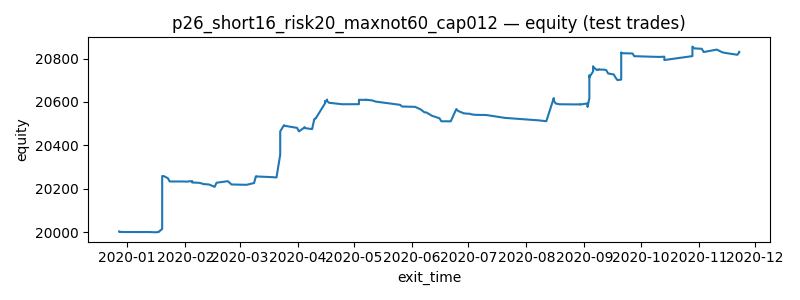 p26_short16_risk20_maxnot60_cap012 — equity (test trades)
20800
20600
20400
20200
20000
equity
2020-01 2020-02 2020-03 2020-04 2020-05 2020-06 2020-07 2020-08 2020-09 2020-10 2020-11 2020-12
exit_time